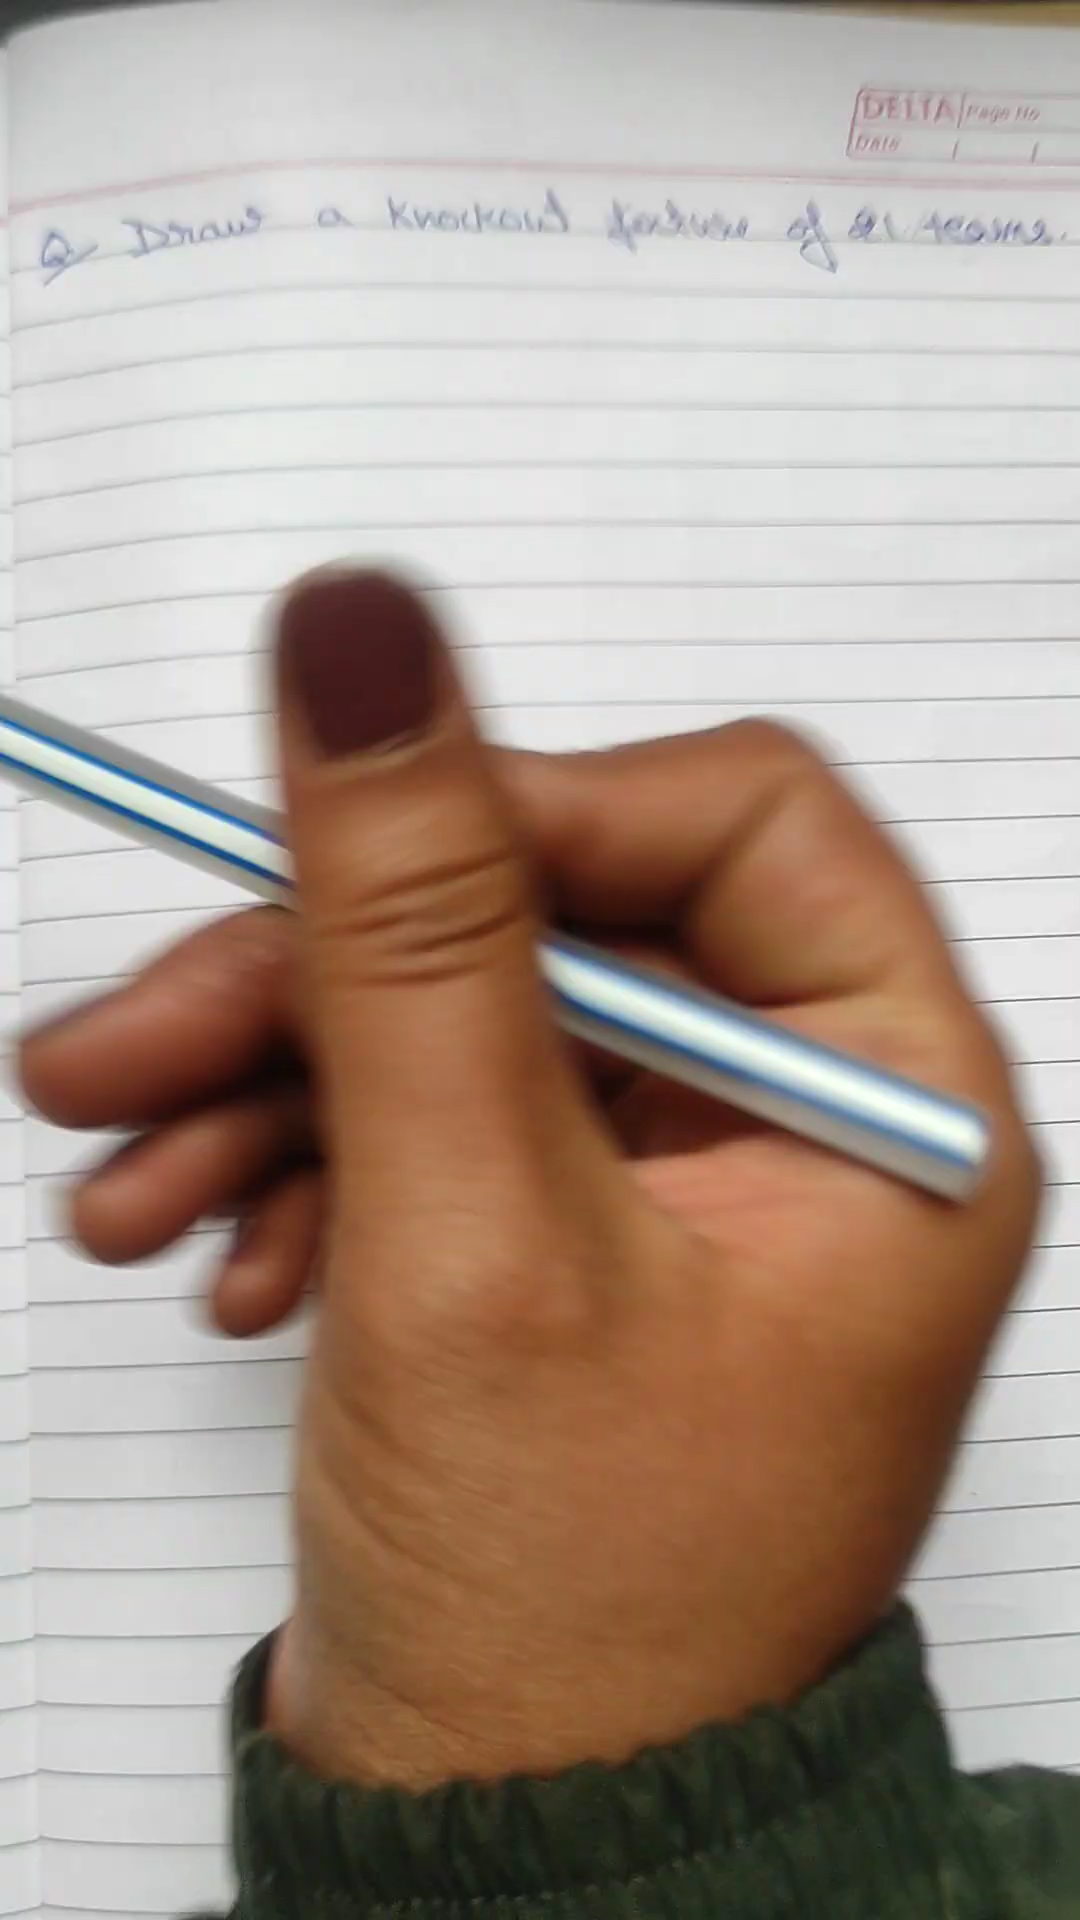 DELTA Page No
Date / /
Q Draw a Knockout fixture of 21 teams.